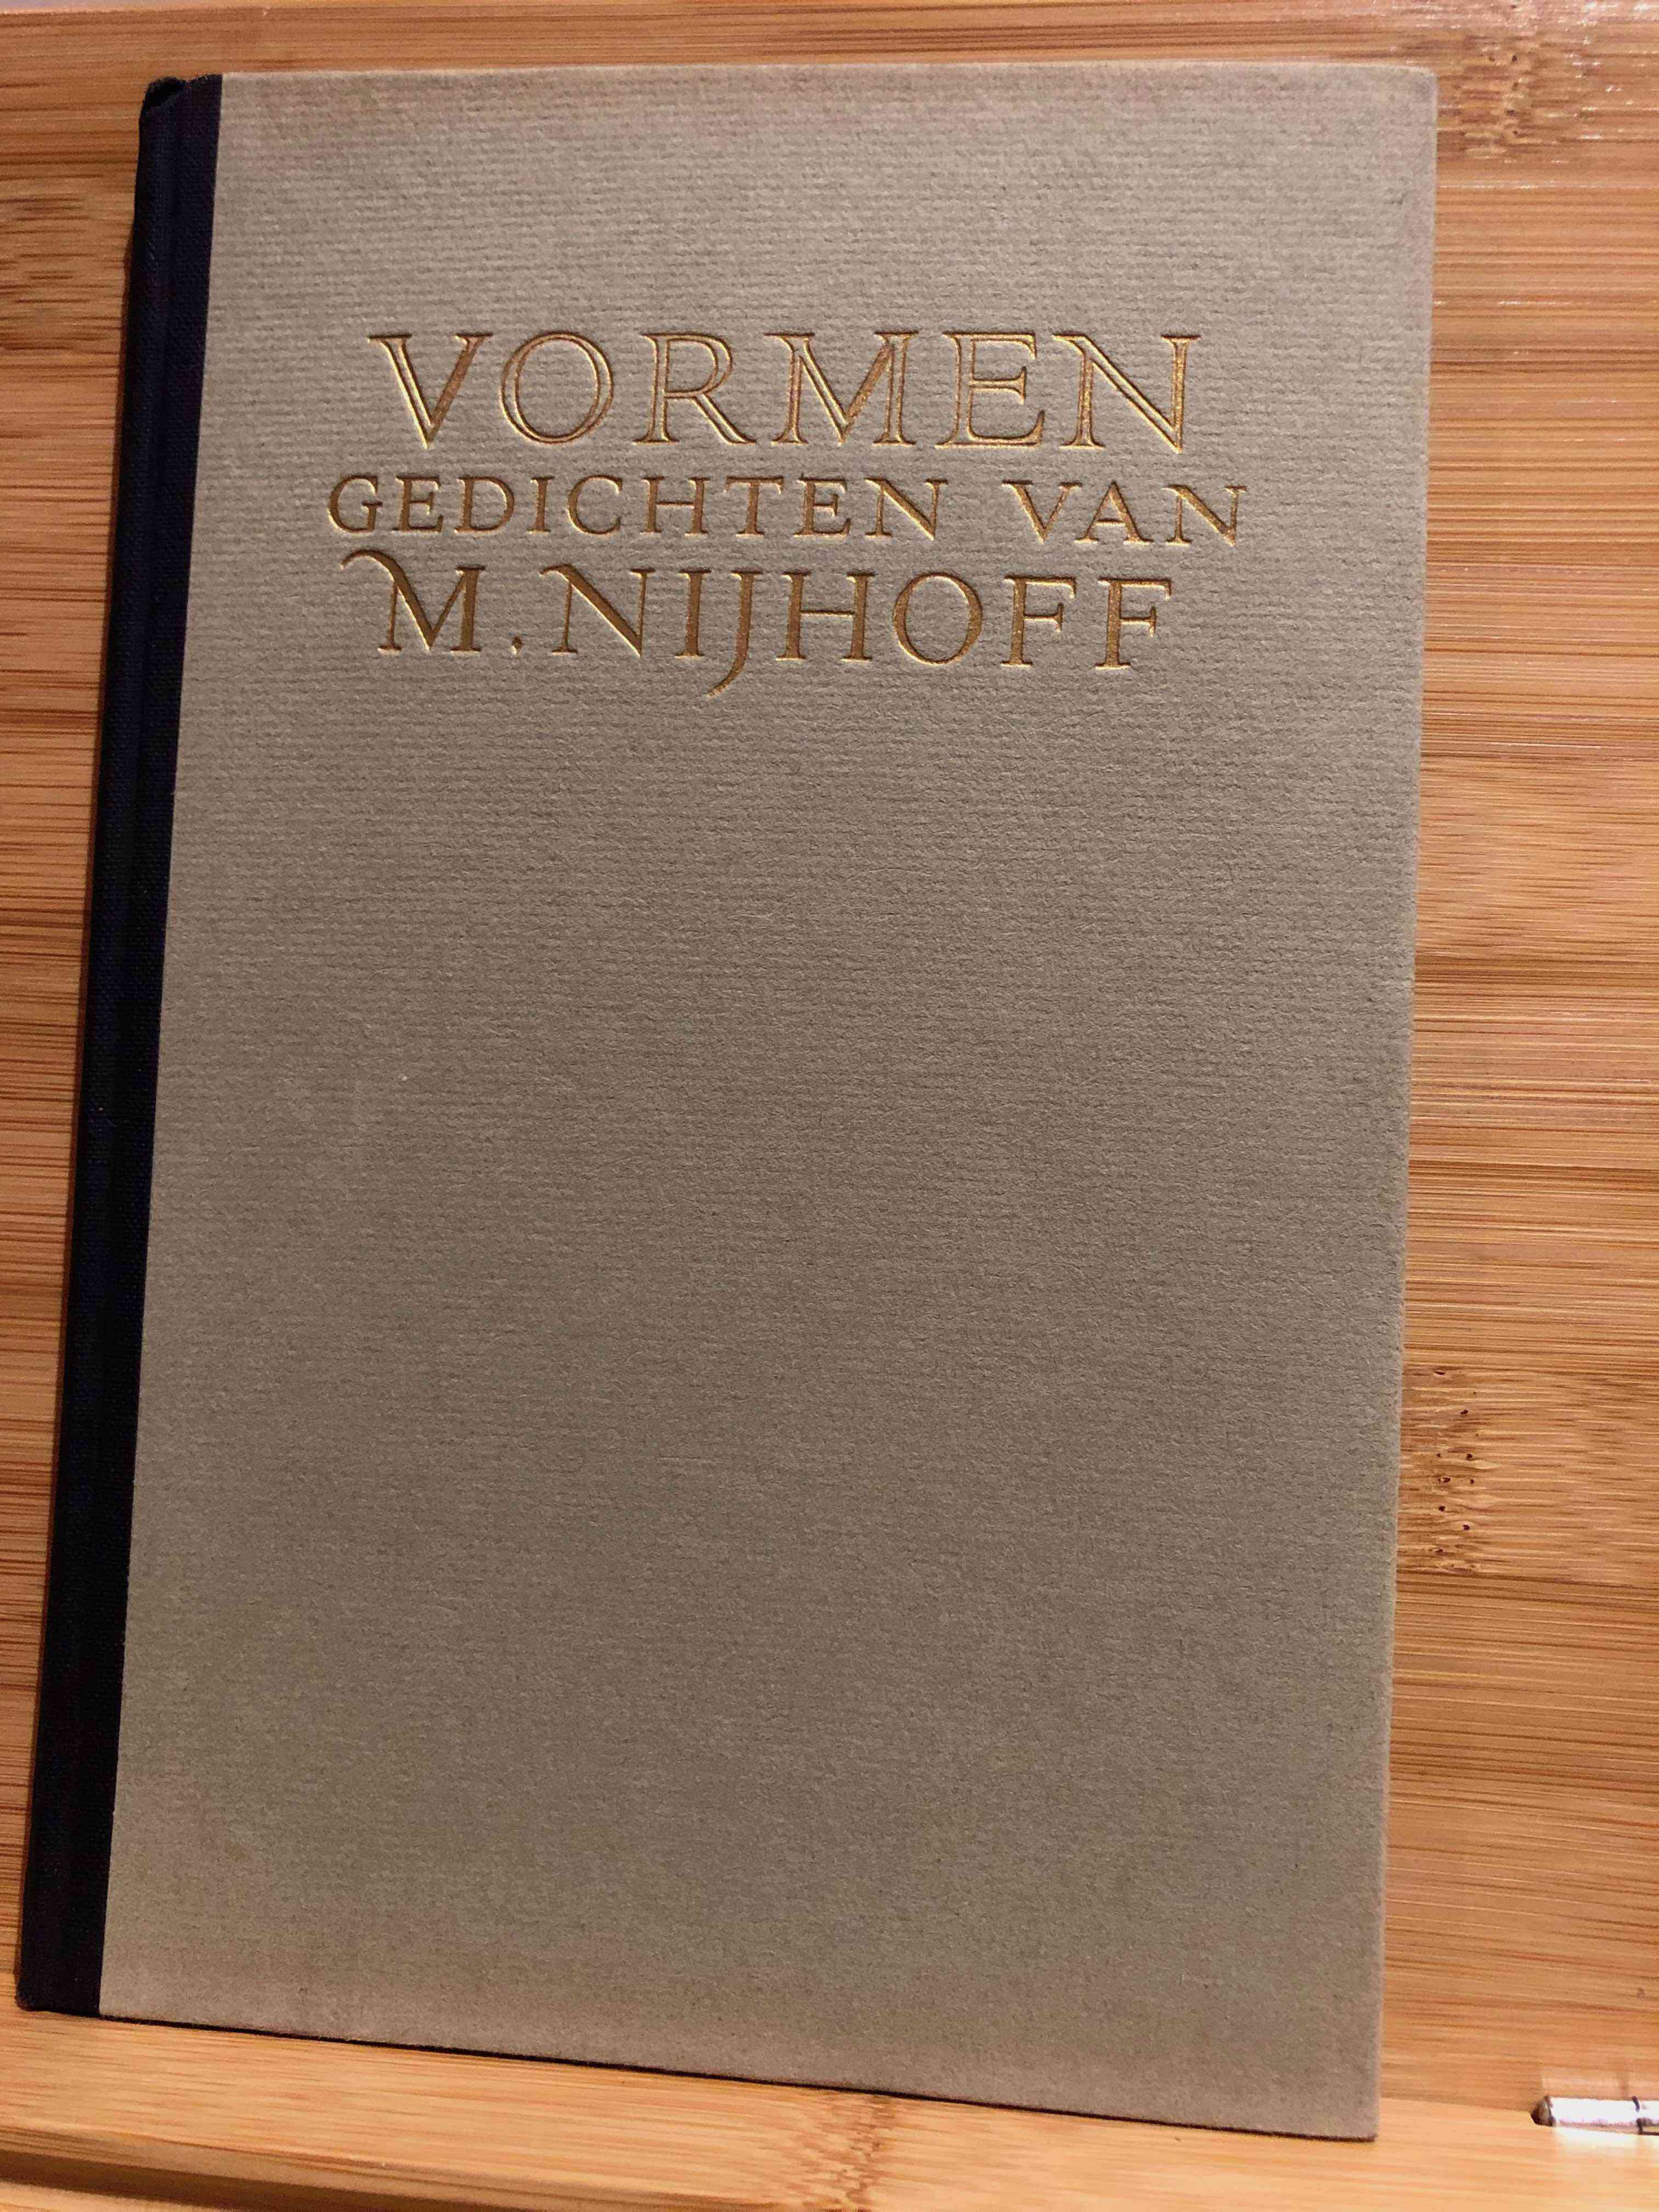 VORMEN
GEDICHTEN VAN
M. NIJHOFF